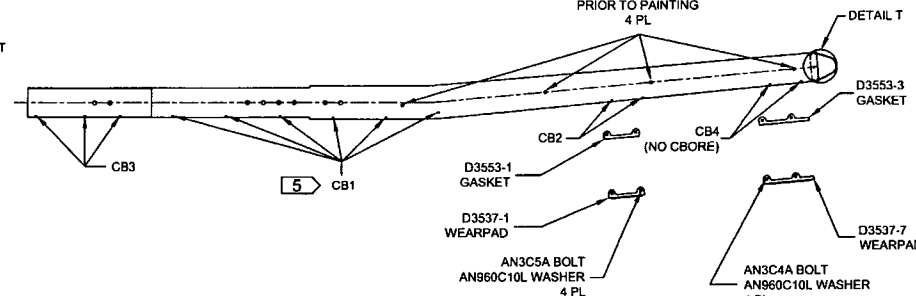 PRIOR TO PAINTING
4 PL
DETAIL T
T
D3553-3
GASKET
CB3
5
CB1
CB2
CB4
(NO CBORE)
D3553-1
GASKET
D3537-1
WEARPAD
D3537-7
WEARPAD
AN3C5A BOLT
AN960C10L WASHER
4 PL
AN3C4A BOLT
AN960C10L WASHER